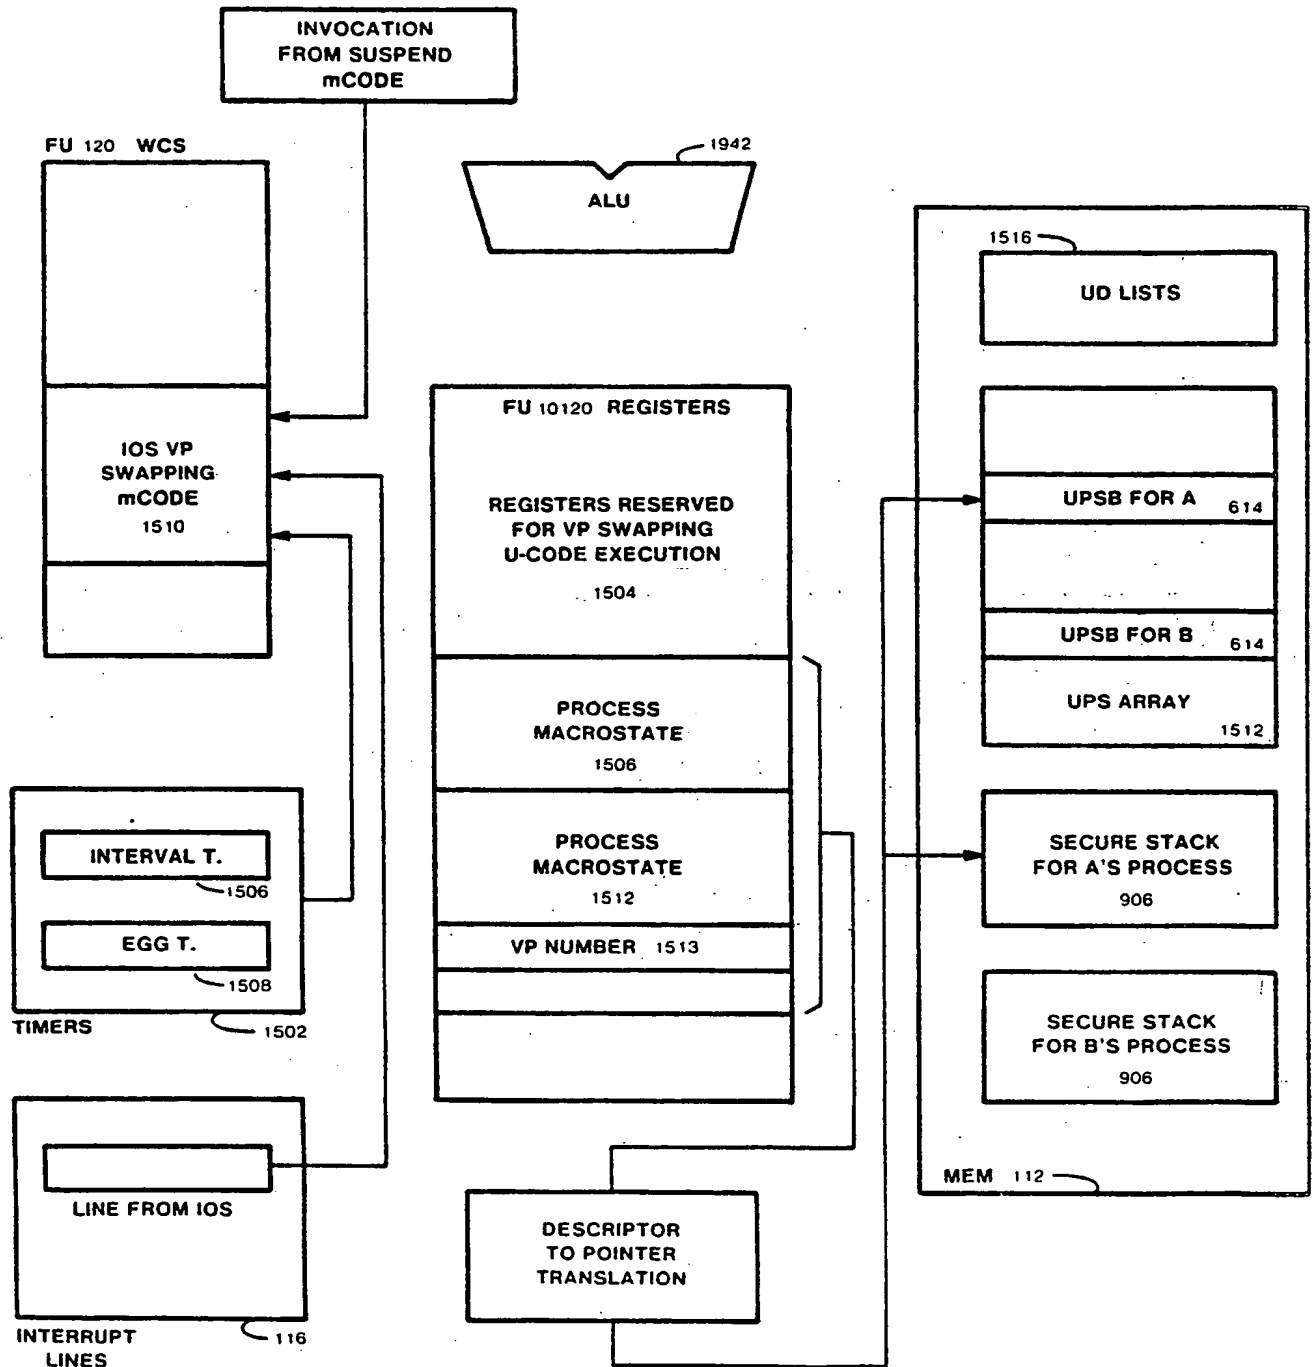 INVOCATION
FROM SUSPEND
mCODE
FU 120 WCS
IOS VP
SWAPPING
mCODE
1510
1942
ALU
FU 10120 REGISTERS
REGISTERS RESERVED
FOR VP SWAPPING
U-CODE EXECUTION
1504
PROCESS
MACROSTATE
1506
PROCESS
MACROSTATE
1512
VP NUMBER 1513
INTERVAL T.
1506
EGG T.
1508
TIMERS
1502
LINE FROM IOS
INTERRUPT
LINES
116
DESCRIPTOR
TO POINTER
TRANSLATION
1516
UD LISTS
UPSB FOR A 614
UPSB FOR B 614
UPS ARRAY
1512
SECURE STACK
FOR A'S PROCESS
906
SECURE STACK
FOR B'S PROCESS
906
MEM 112